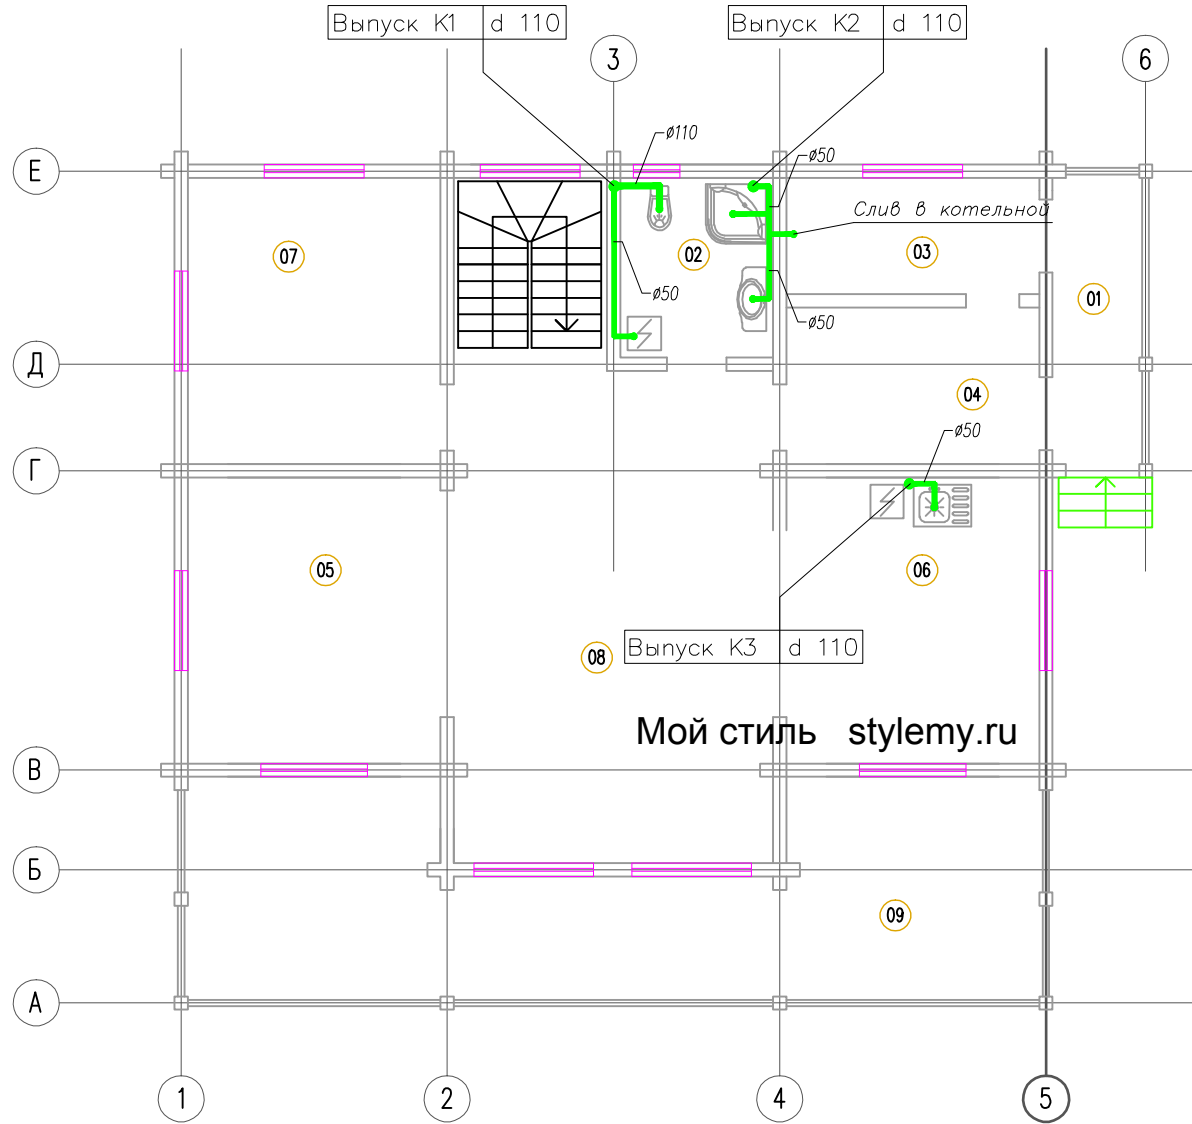 Выпуск К1 d 110
Выпуск К2 d 110
3
6
ø110
ø50
Е
Слив в котельной
07
02
03
01
ø50
ø50
Д
04
ø50
Г
05
06
08
Выпуск К3 d 110
Мой стиль stylemy.ru
В
Б
09
А
1
2
4
5